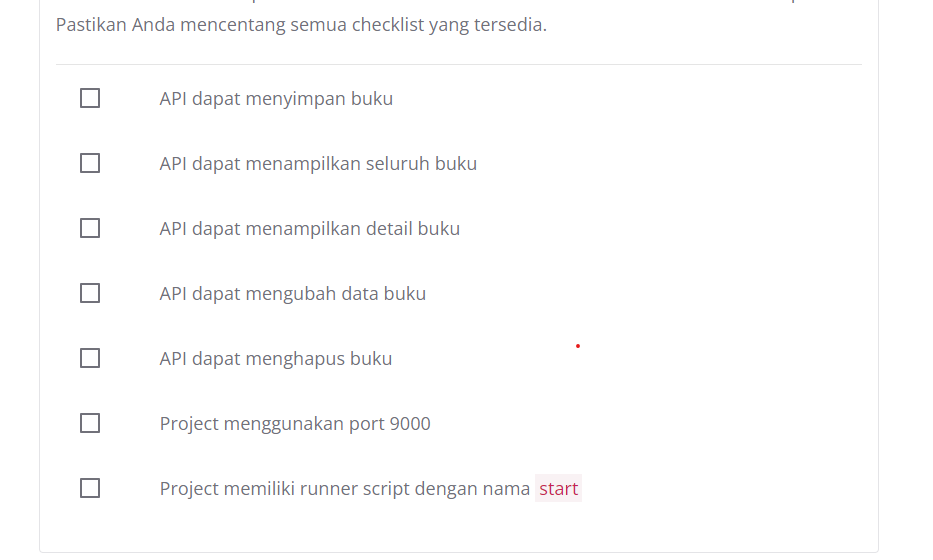 Pastikan Anda mencentang semua checklist yang tersedia.
API dapat menyimpan buku
API dapat menampilkan seluruh buku
API dapat menampilkan detail buku
API dapat mengubah data buku
API dapat menghapus buku
Project menggunakan port 9000
Project memiliki runner script dengan nama start